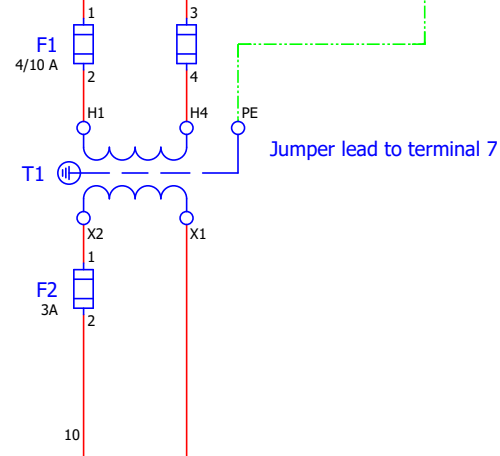 1
3
F1
4/10 A
2
4
H1
H4
PE
Jumper lead to terminal 7
T1
X2
X1
1
F2
3A
2
10